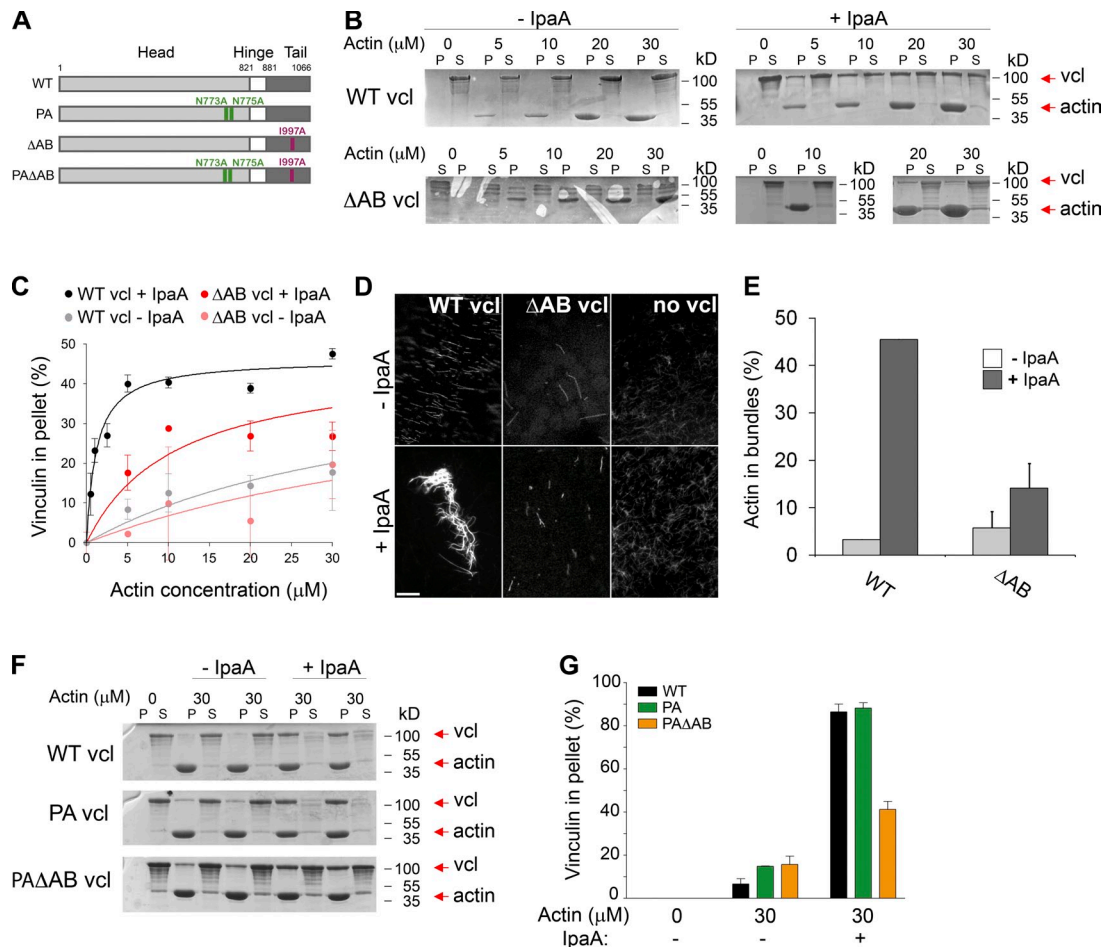 A
Head Hinge Tail
1 821 881 1066
WT
N773A N775A
PA
I997A
ΔAB
N773A N775A I997A
PAΔAB
B
- IpaA + IpaA
Actin (μM) 0 5 10 20 30 kD Actin (μM) 0 5 10 20 30 kD
P S P S P S P S P S P S P S P S P S P S
WT vcl – 100 – 100 vcl
– 55 – 55
– 35 – 35 actin
Actin (μM) 0 5 10 20 30 0 10 20 30
S P S P S P S P S P P S P S P S P S
ΔAB vcl – 100 – 100 vcl
– 55 – 55
– 35 – 35 actin
C
WT vcl + IpaA ΔAB vcl + IpaA
WT vcl - IpaA ΔAB vcl - IpaA
Vinculin in pellet (%)
50
40
30
20
10
0
0 5 10 15 20 25 30
Actin concentration (μM)
D
WT vcl ΔAB vcl no vcl
- IpaA
+ IpaA
E
Actin in bundles (%)
50
40
30
20
10
0
- IpaA
+ IpaA
WT ΔAB
F
- IpaA + IpaA
Actin (μM) 0 30 30 30 30
P S P S P S P S P S kD
WT vcl – 100 vcl
– 55
– 35 actin
PA vcl – 100 vcl
– 55
– 35 actin
PAΔAB vcl – 100 vcl
– 55
– 35 actin
G
Vinculin in pellet (%)
100
80
60
40
20
0
WT
PA
PAΔAB
Actin (μM) 0 30 30
IpaA: - - +